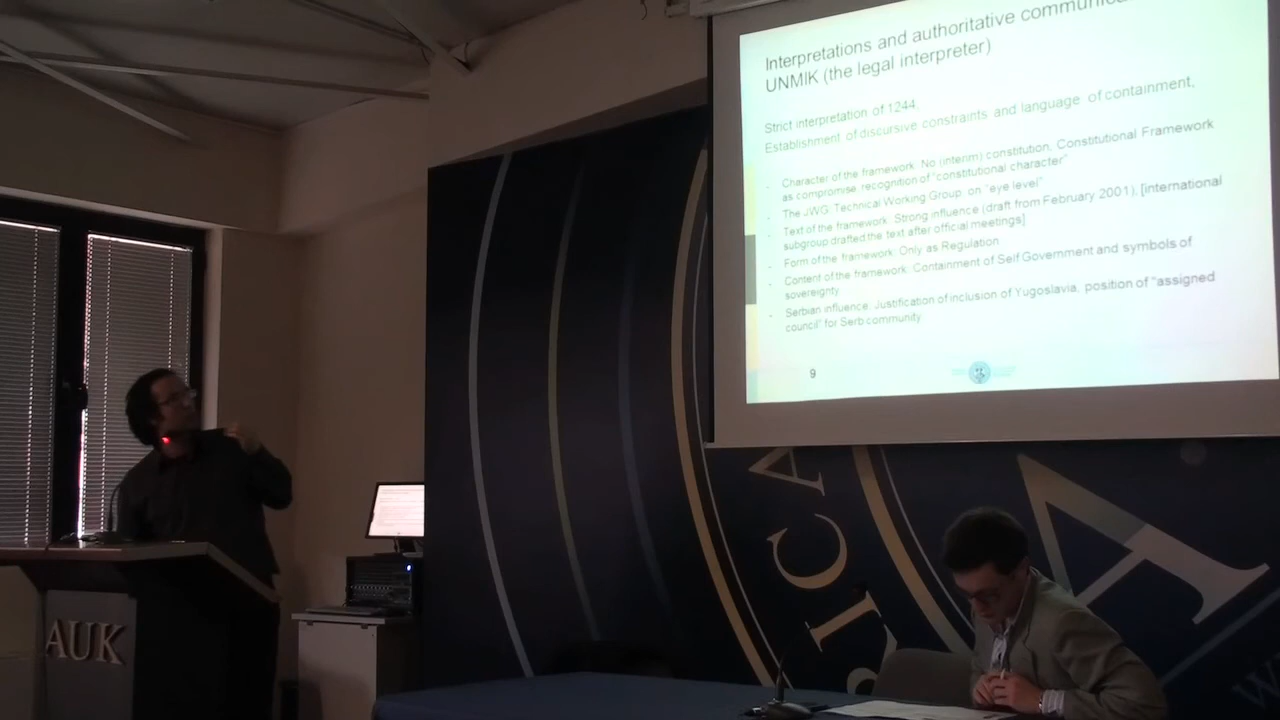 Interpretations and authoritative
UNMIK (the legal interpreter)
Strict interpretation of 1244
Establishment of discursive constraints and language of containment,
- Character of the framework: No (interim) constitution, Constitutional Framework
as compromise, recognition of "constitutional character"
- The JWG: Technical Working Group: on "eye level"
- Text of the framework: Strong influence (draft from February 2001), [international
subgroup drafted the text after official meetings]
- Form of the framework: Only as Regulation
- Content of the framework: Containment of Self Government and symbols of
sovereignty
- Serbian influence: Justification of inclusion of Yugoslavia, position of "assigned
council" for Serb community
9
AUK
RICA
A